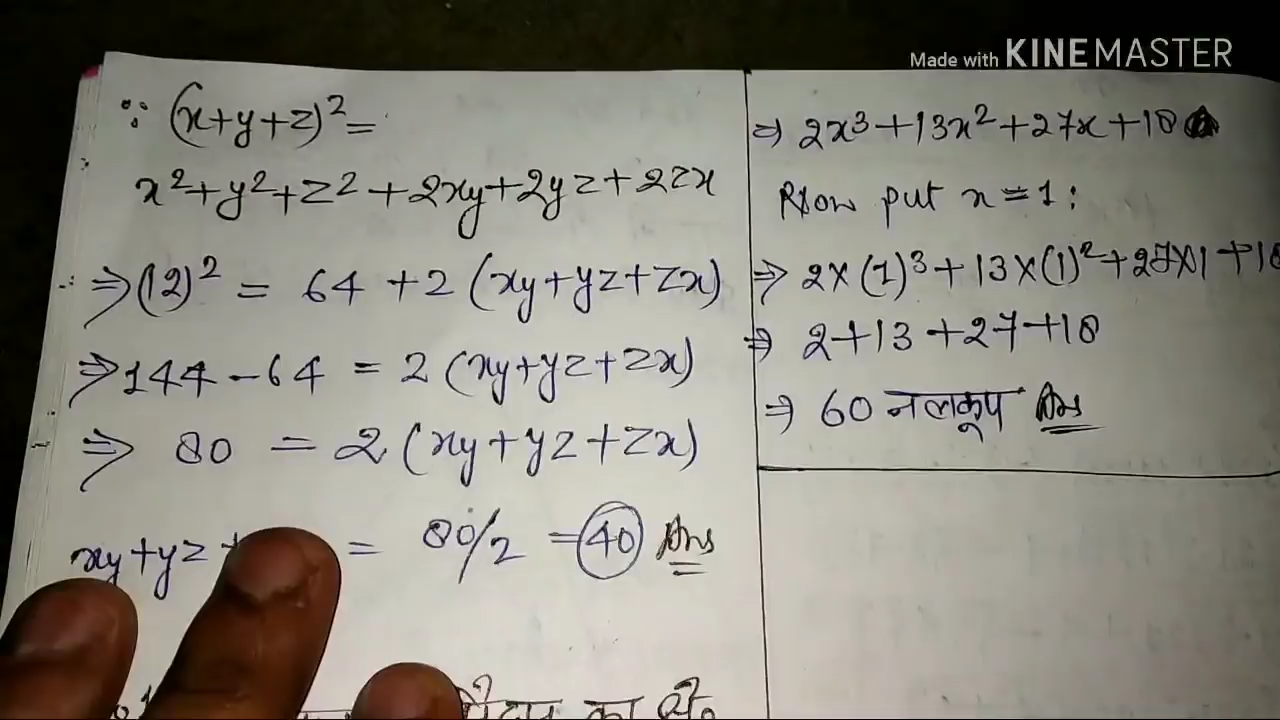 Made with KINEMASTER
∵ (x+y+z)² =
x²+y²+z²+2xy+2yz+2zx
⇒(12)² = 64 +2 (xy+yz+zx)
⇒144-64 = 2 (xy+yz+zx)
⇒ 80 = 2 (xy+yz+zx)
xy+yz+ = 80/2 = 40 Ans
का क्षे०
⇒ 2x³+13x²+27x+18
Now put x=1:
⇒ 2×(1)³+13×(1)²+27×1+18
⇒ 2+13+27+18
⇒ 60 नलकूप Ans